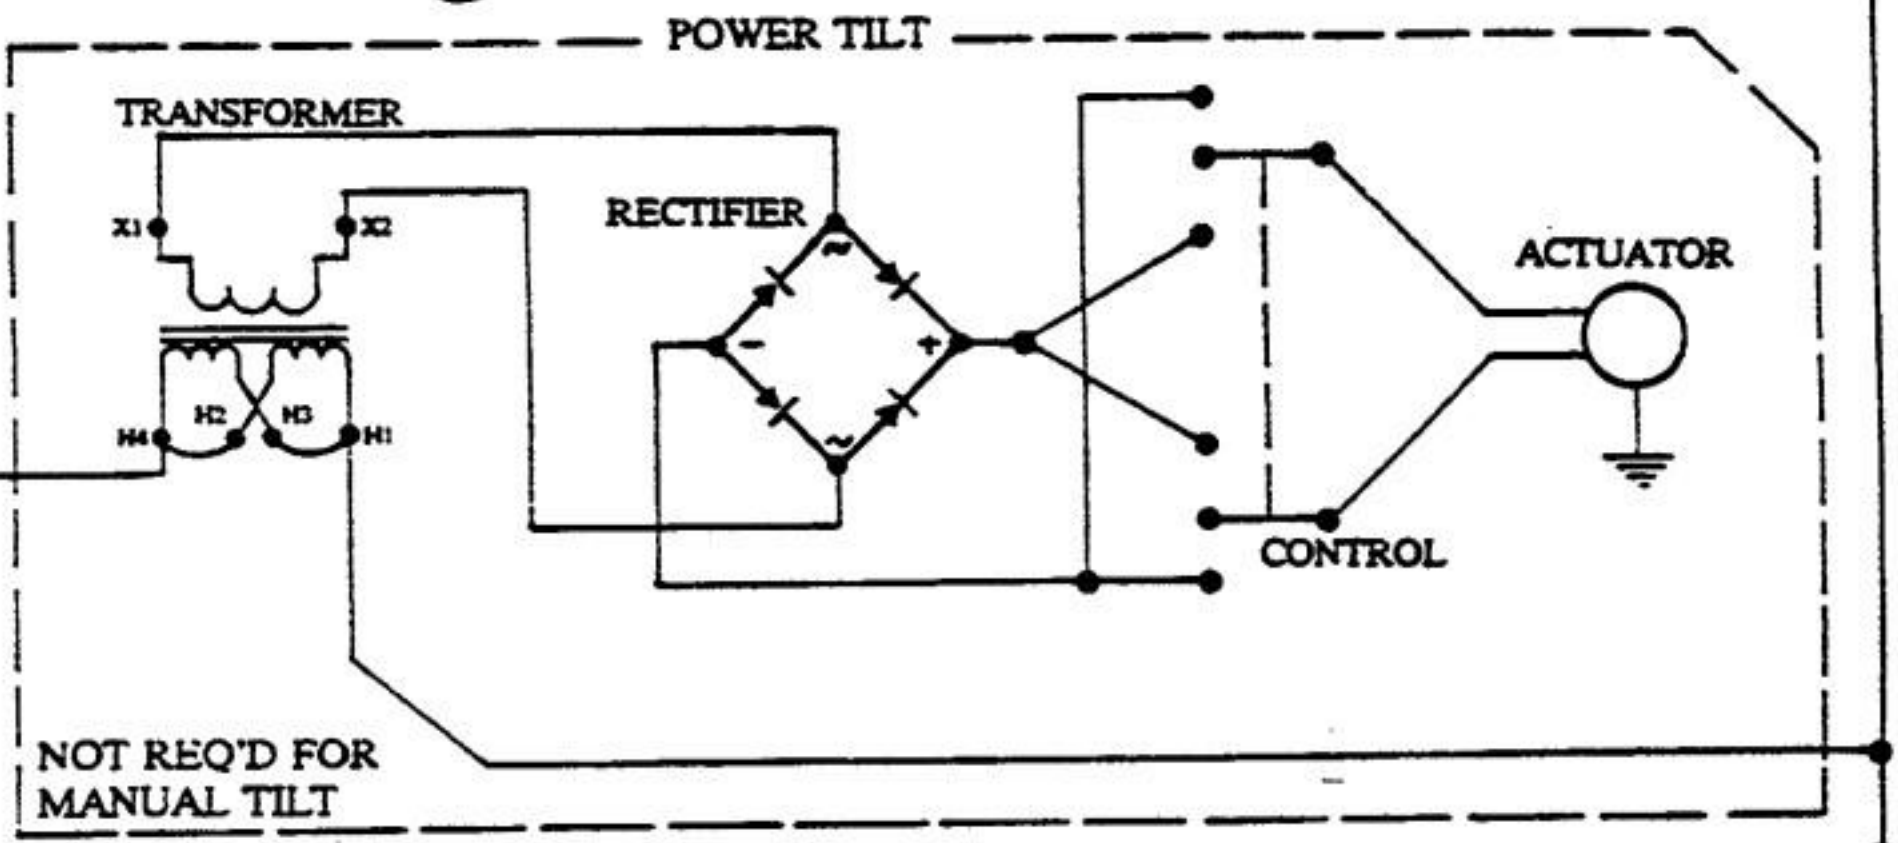 POWER TILT
TRANSFORMER
X1
X2
RECTIFIER
~
- +
~
ACTUATOR
H2 H3
H4
H1
CONTROL
NOT REQ'D FOR
MANUAL TILT